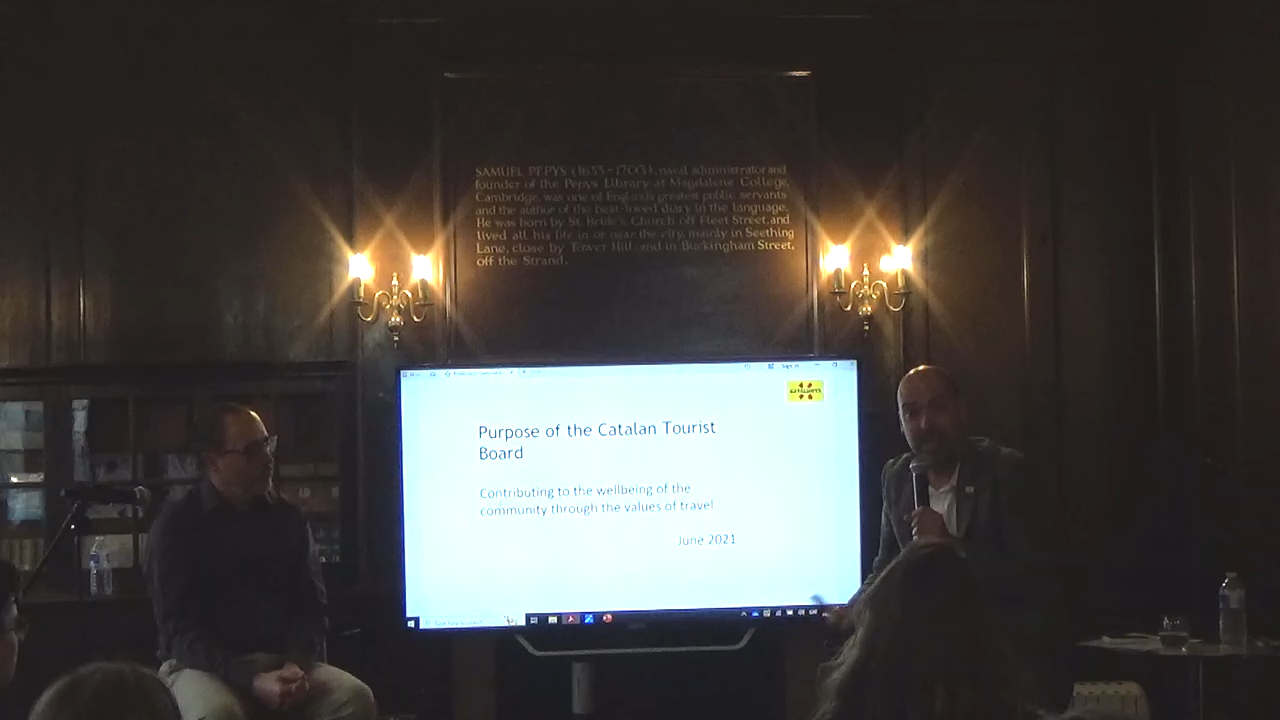 SAMUEL PEPYS (1633-1703), naval administrator and
founder of the Pepys Library at Magdalene College,
Cambridge, was one of England's greatest public servants
and the author of the best-loved diary in the language.
He was born by St. Bride's Church off Fleet Street, and
lived all his life in or near the city, mainly in Seething
Lane, close by Tower Hill, and in Buckingham Street,
off the Strand.
Sign in
Purpose of the Catalan Tourist
Board
Contributing to the wellbeing of the
community through the values of travel
June 2021